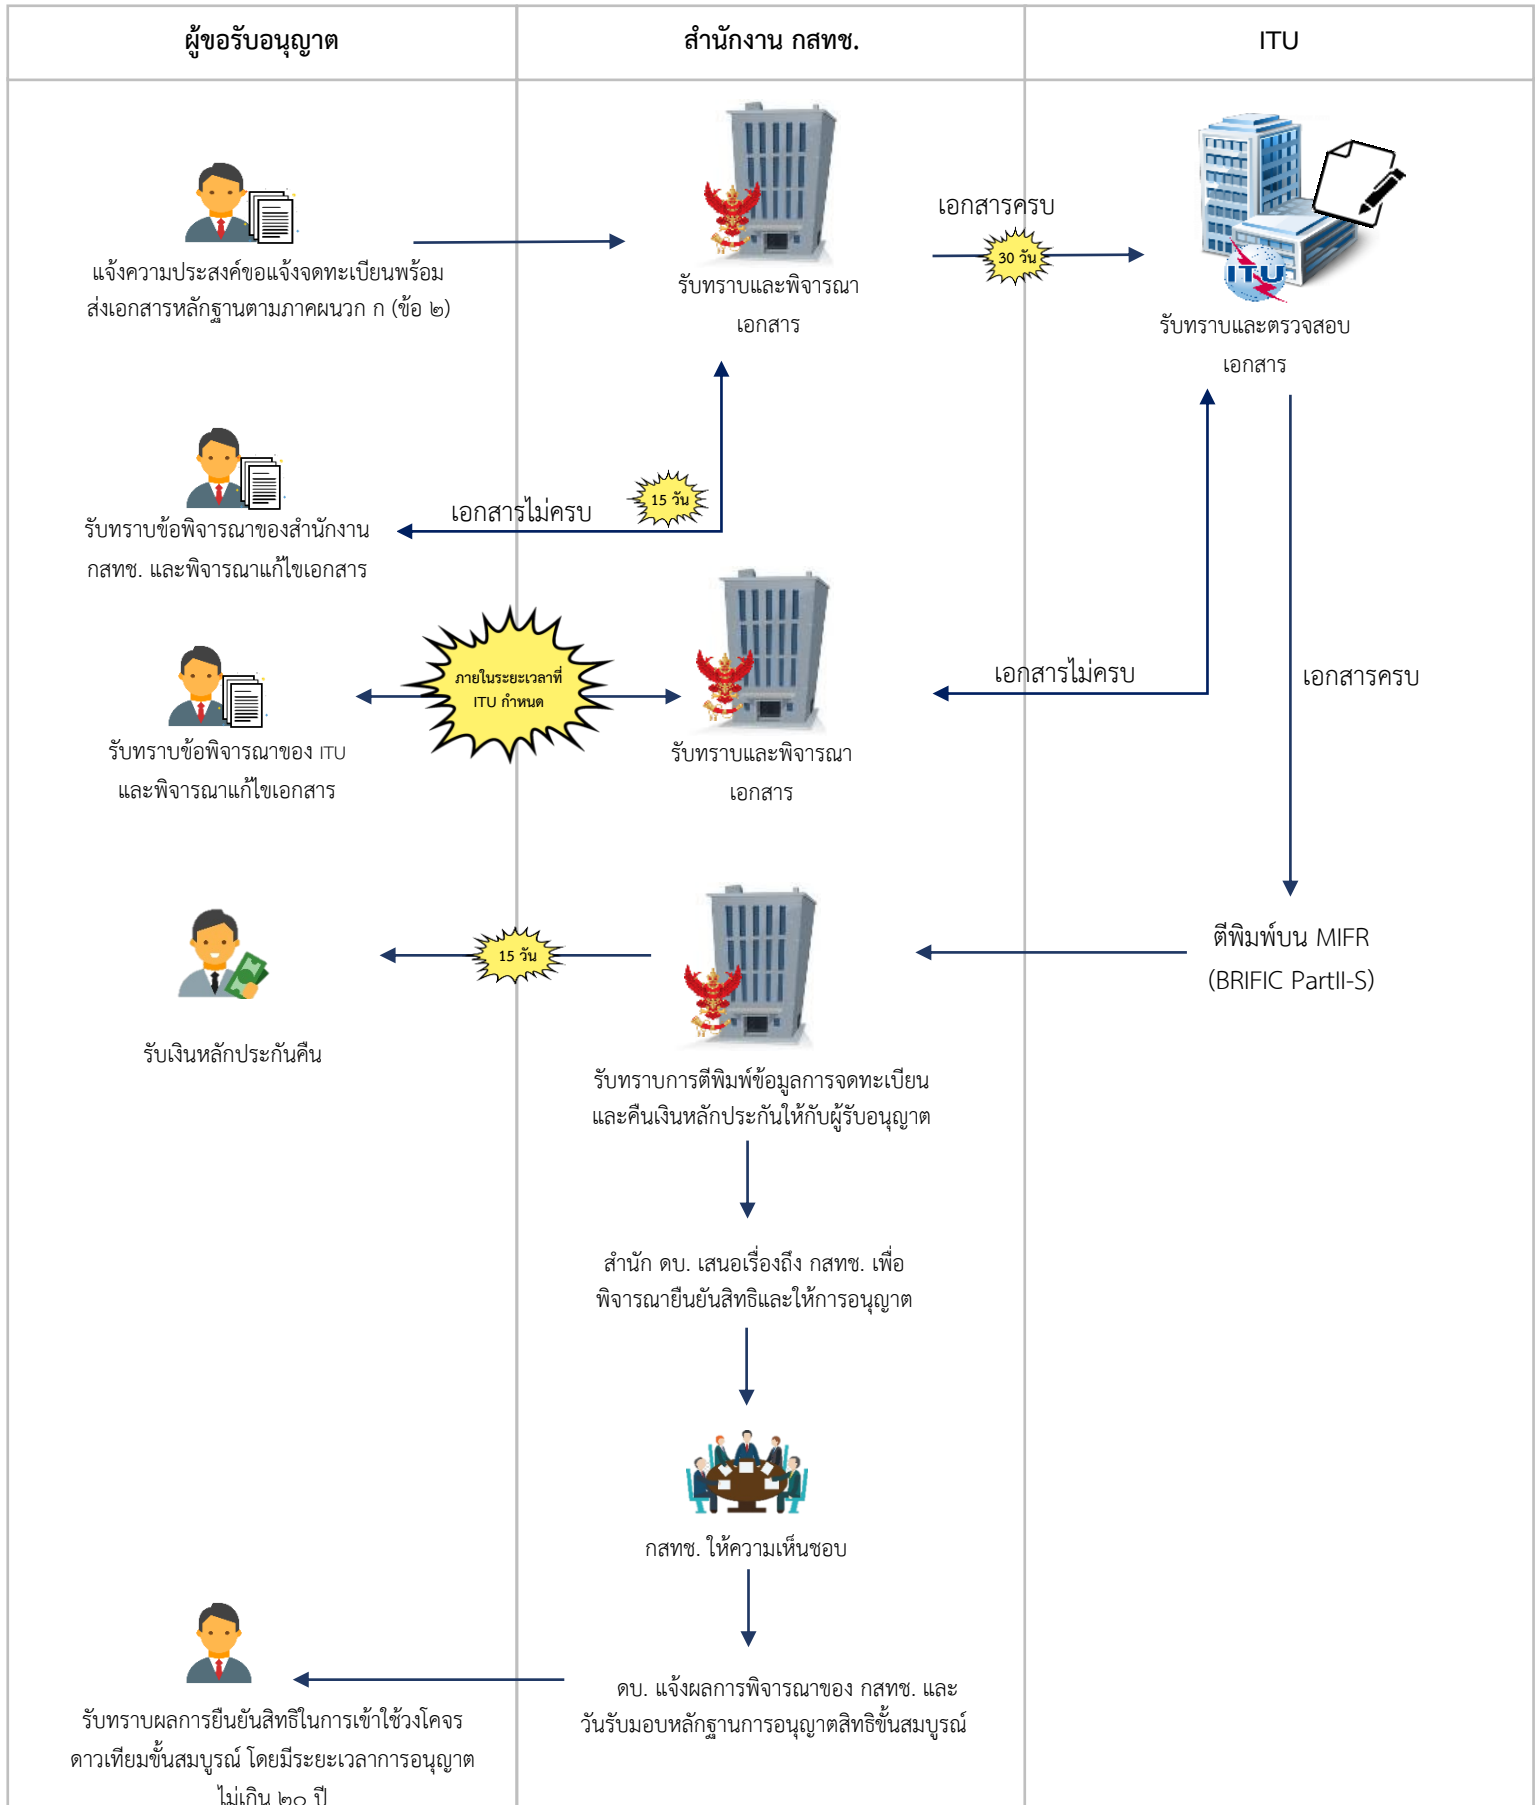 ผู้ขอรับอนุญาต
สำนักงาน กสทช.
ITU
แจ้งความประสงค์ขอแจ้งจดทะเบียนพร้อม
ส่งเอกสารหลักฐานตามภาคผนวก ก (ข้อ ๒)
รับทราบและพิจารณา
เอกสาร
เอกสารครบ
30 วัน
ITU
รับทราบและตรวจสอบ
เอกสาร
รับทราบข้อพิจารณาของสำนักงาน
กสทช. และพิจารณาแก้ไขเอกสาร
เอกสารไม่ครบ
15 วัน
รับทราบข้อพิจารณาของ ITU
และพิจารณาแก้ไขเอกสาร
ภายในระยะเวลาที่
ITU กำหนด
รับทราบและพิจารณา
เอกสาร
เอกสารไม่ครบ
เอกสารครบ
ตีพิมพ์บน MIFR
(BRIFIC PartII-S)
15 วัน
รับเงินหลักประกันคืน
รับทราบการตีพิมพ์ข้อมูลการจดทะเบียน
และคืนเงินหลักประกันให้กับผู้รับอนุญาต
สำนัก ดบ. เสนอเรื่องถึง กสทช. เพื่อ
พิจารณายืนยันสิทธิและให้การอนุญาต
กสทช. ให้ความเห็นชอบ
ดบ. แจ้งผลการพิจารณาของ กสทช. และ
วันรับมอบหลักฐานการอนุญาตสิทธิขั้นสมบูรณ์
รับทราบผลการยืนยันสิทธิในการเข้าใช้วงโคจร
ดาวเทียมขั้นสมบูรณ์ โดยมีระยะเวลาการอนุญาต
ไม่เกิน ๒๐ ปี